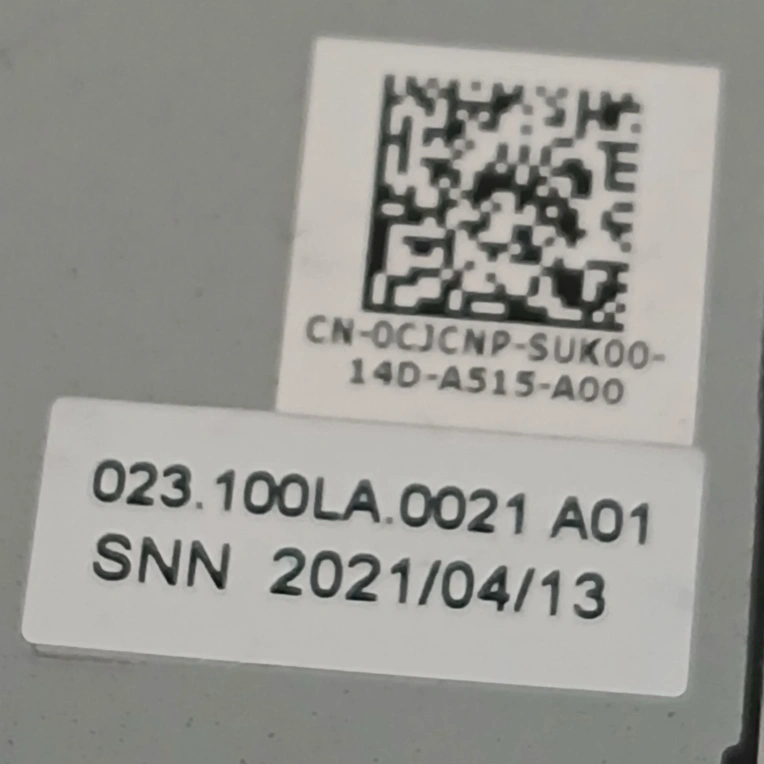 CN-0CJCNP-SUK00-
14D-A515-A00
023.100LA.0021 A01
SNN 2021/04/13